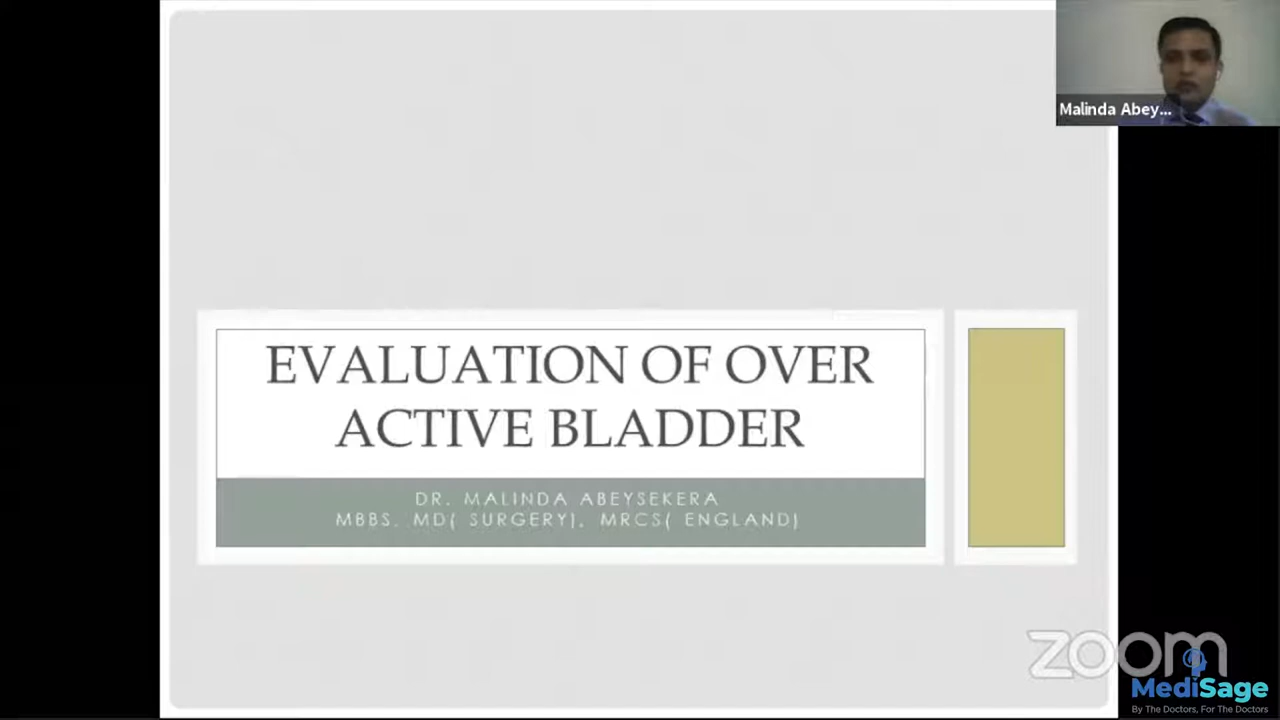 Malinda Abey...
EVALUATION OF OVER
ACTIVE BLADDER
DR. MALINDA ABEYSEKERA
MBBS. MD( SURGERY), MRCS( ENGLAND)
zoom
MediSage
By The Doctors, For The Doctors